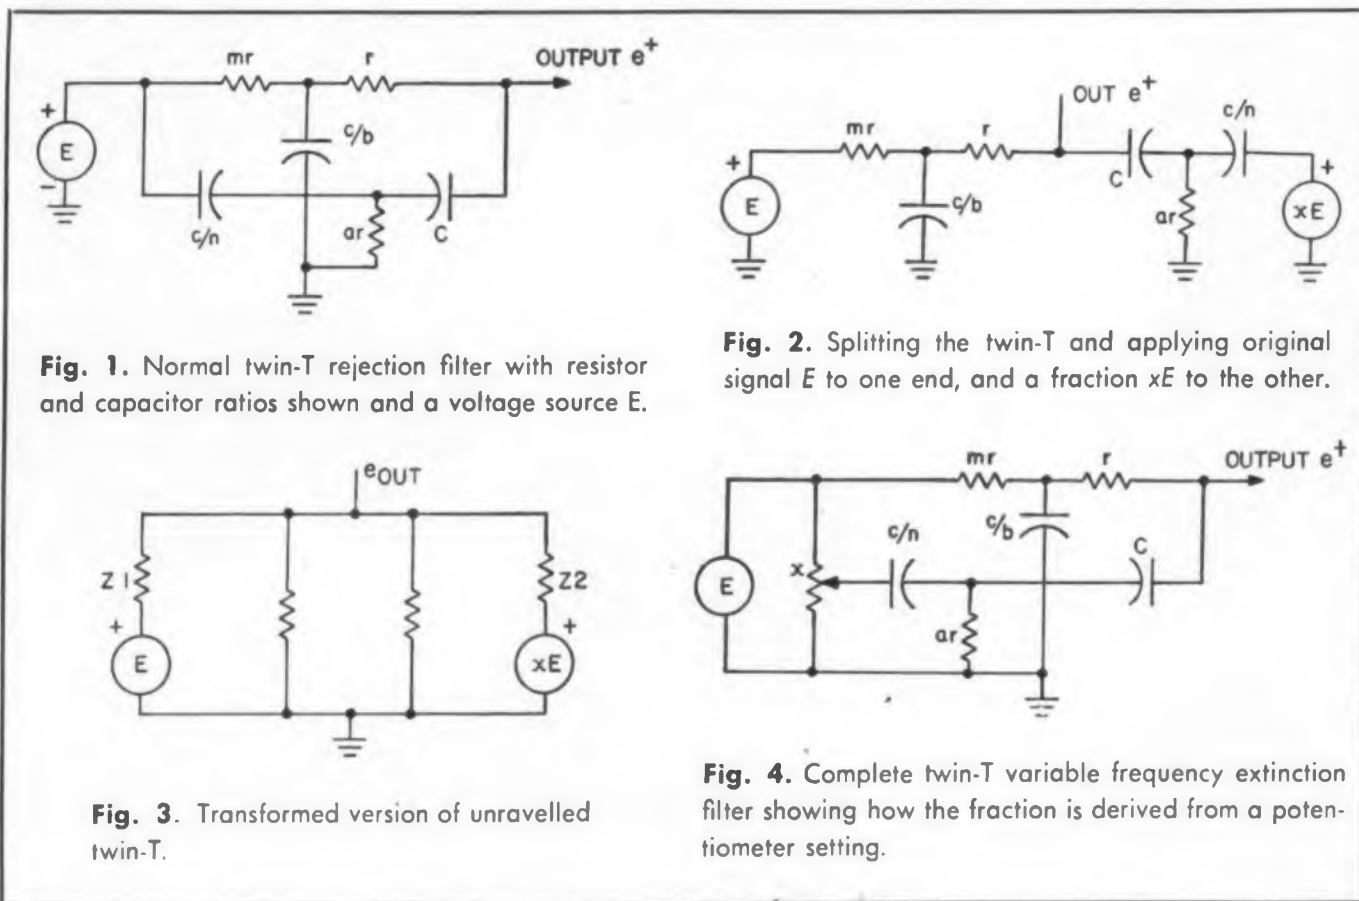 mr
r
OUTPUT e+
+
E
-
c/b
c/n
ar
C
Fig. 1. Normal twin-T rejection filter with resistor
and capacitor ratios shown and a voltage source E.
OUT e+
c/n
mr
r
+
E
c/b
C
ar
+
xE
Fig. 2. Splitting the twin-T and applying original
signal E to one end, and a fraction xE to the other.
eOUT
Z1
+
E
Z2
+
xE
Fig. 3. Transformed version of unravelled
twin-T.
mr
r
OUTPUT e+
c/n
c/b
C
E
x
ar
Fig. 4. Complete twin-T variable frequency extinction
filter showing how the fraction is derived from a poten-
tiometer setting.